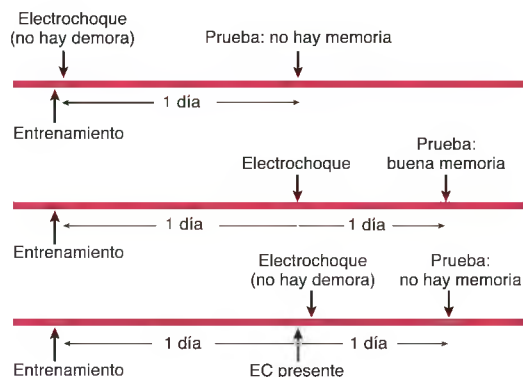 Electrochoque
(no hay demora)
Prueba: no hay memoria
1 día
Entrenamiento
Electrochoque
Prueba:
buena memoria
1 día
1 día
Entrenamiento
Electrochoque
(no hay demora)
Prueba:
no hay memoria
1 día
1 día
Entrenamiento
EC presente